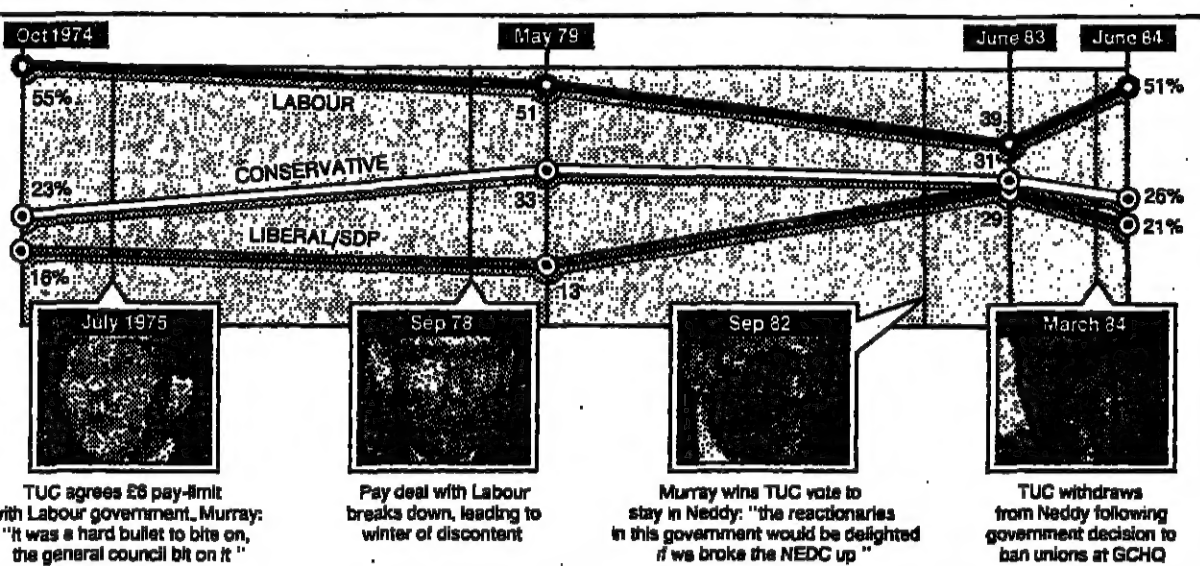 Oct 1974 May 79 June 83 June 84
55% LABOUR 51 39 51%
23% CONSERVATIVE 33 31% 26%
16% LIBERAL/SDP 13 29 21%
July 1975
TUC agrees £6 pay-limit
with Labour government. Murray:
"It was a hard bullet to bite on,
the general council bit on it"
Sep 78
Pay deal with Labour
breaks down, leading to
winter of discontent
Sep 82
Murray wins TUC vote to
stay in Neddy: "the reactionaries
in this government would be delighted
if we broke the NEDC up"
March 84
TUC withdraws
from Neddy following
government decision to
ban unions at GCHQ